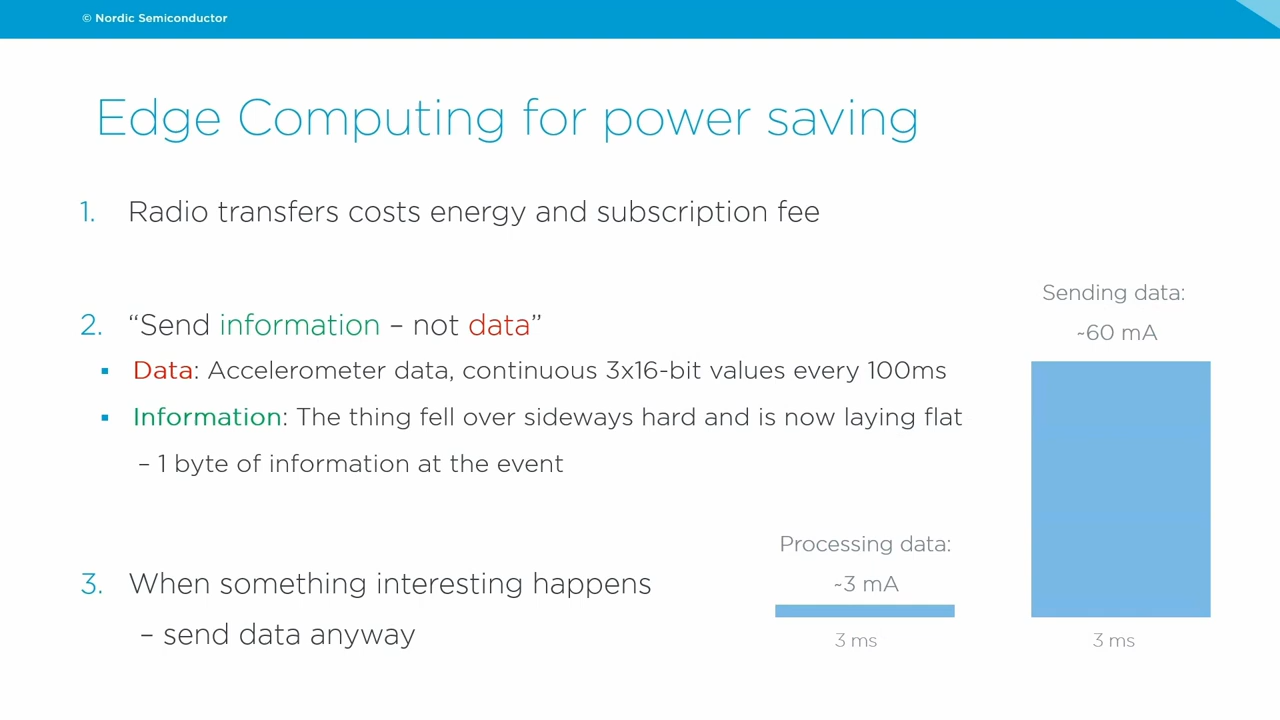 © Nordic Semiconductor
Edge Computing for power saving
1. Radio transfers costs energy and subscription fee
2. “Send information – not data”
▪ Data: Accelerometer data, continuous 3x16-bit values every 100ms
▪ Information: The thing fell over sideways hard and is now laying flat
– 1 byte of information at the event
3. When something interesting happens
– send data anyway
Processing data:
~3 mA
3 ms
Sending data:
~60 mA
3 ms